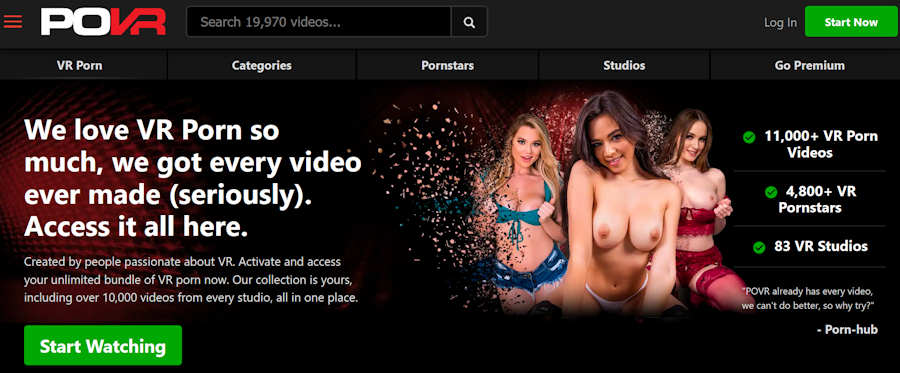 POVR
Search 19,970 videos...
Log In
Start Now
VR Porn
Categories
Pornstars
Studios
Go Premium
We love VR Porn so
much, we got every video
ever made (seriously).
Access it all here.
Created by people passionate about VR. Activate and access
your unlimited bundle of VR porn now. Our collection is yours,
including over 10,000 videos from every studio, all in one place.
Start Watching
11,000+ VR Porn
Videos
4,800+ VR
Pornstars
83 VR Studios
"POVR already has every video,
we can't do better, so why try?"
- Porn-hub